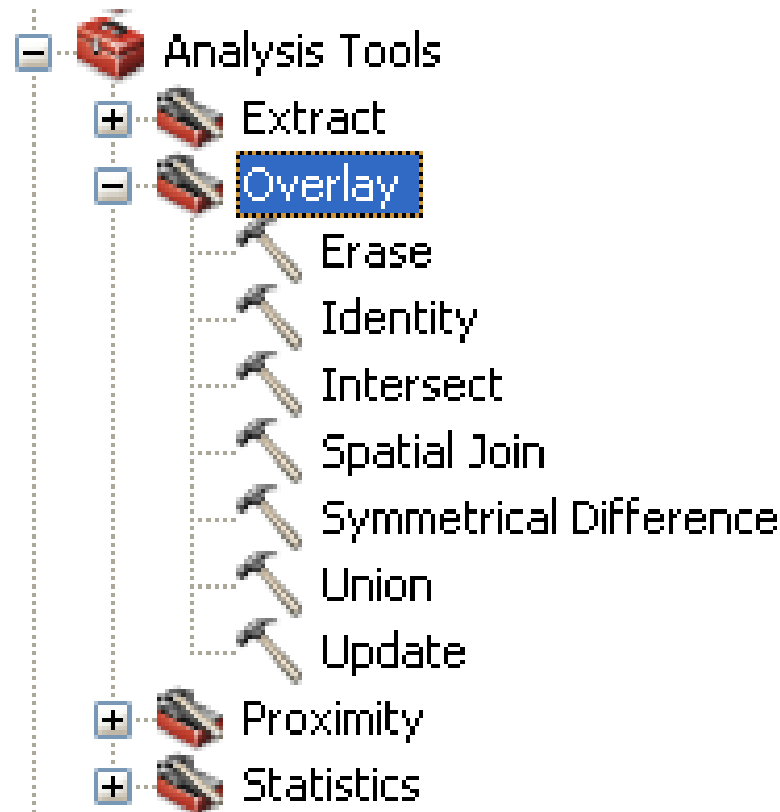 Analysis Tools
Extract
Overlay
Erase
Identity
Intersect
Spatial Join
Symmetrical Difference
Union
Update
Proximity
Statistics